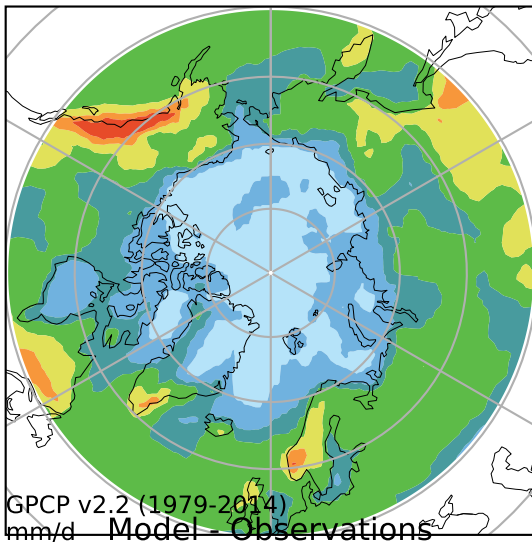 GPCP v2.2 (1979-2014)
mm/d Model - Observations